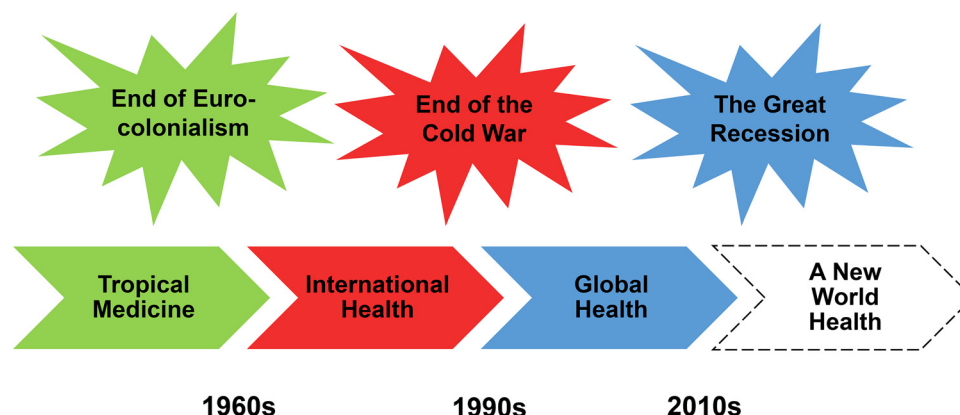 End of Euro-
colonialism
End of the
Cold War
The Great
Recession
Tropical
Medicine
International
Health
Global
Health
A New
World
Health
1960s
1990s
2010s